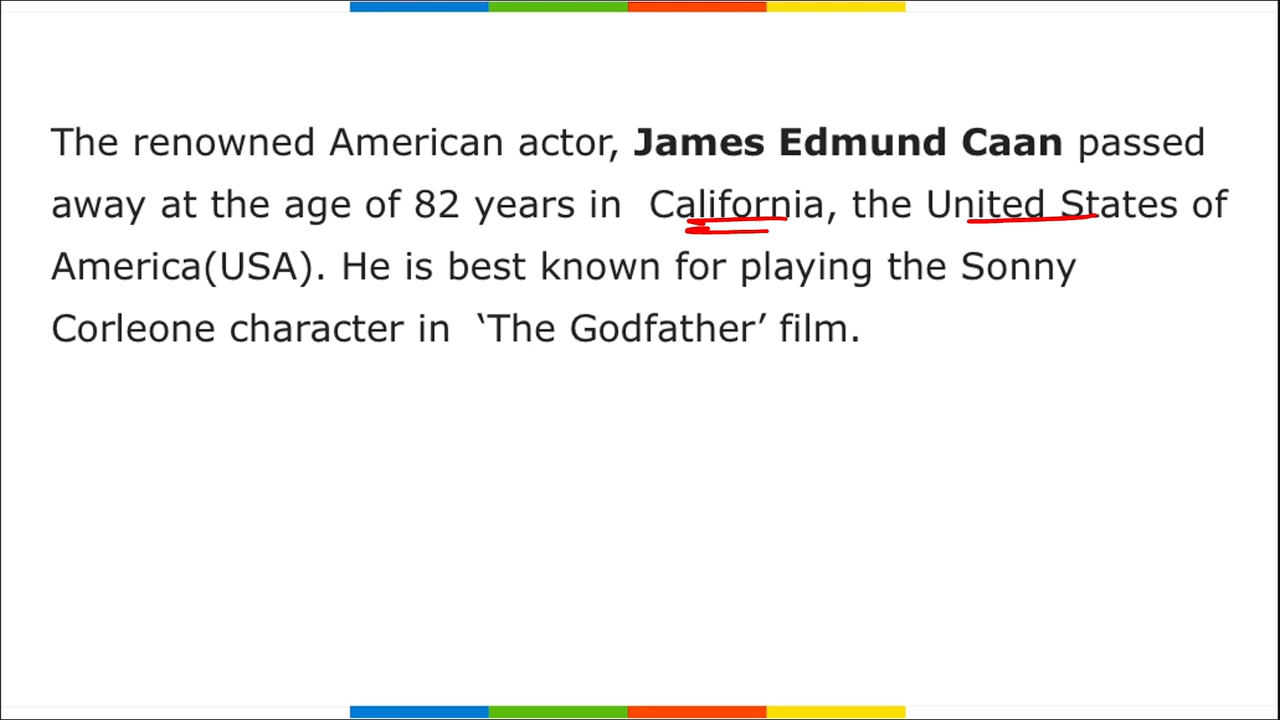 The renowned American actor, James Edmund Caan passed
away at the age of 82 years in  California, the United States of
America(USA). He is best known for playing the Sonny
Corleone character in  ‘The Godfather’ film.